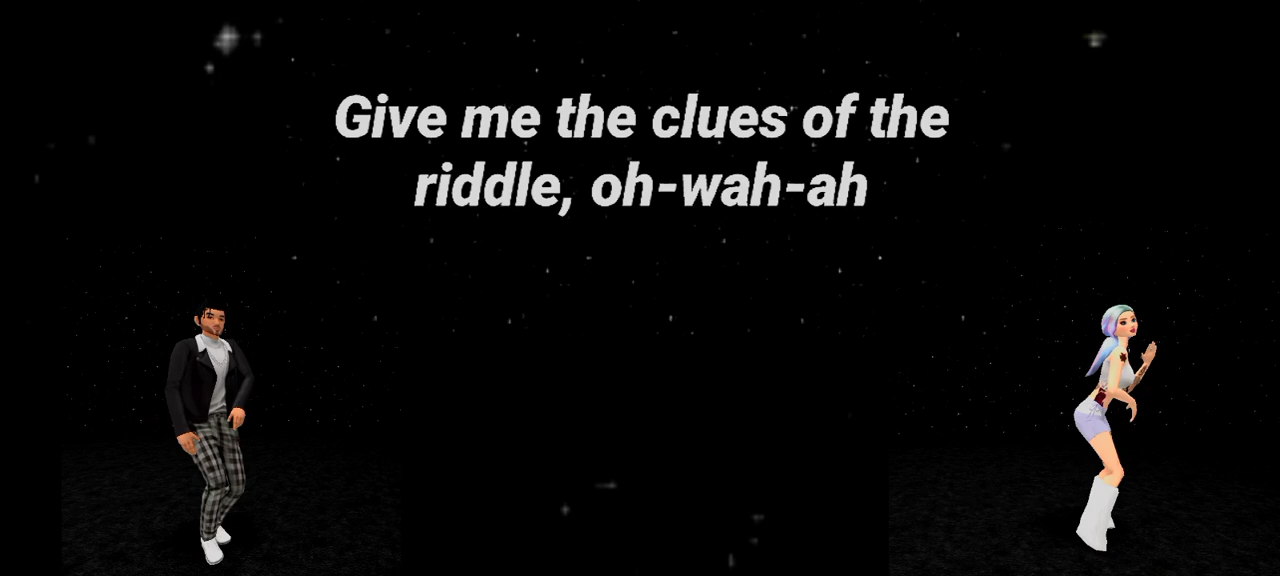 Give me the clues of the
riddle, oh-wah-ah